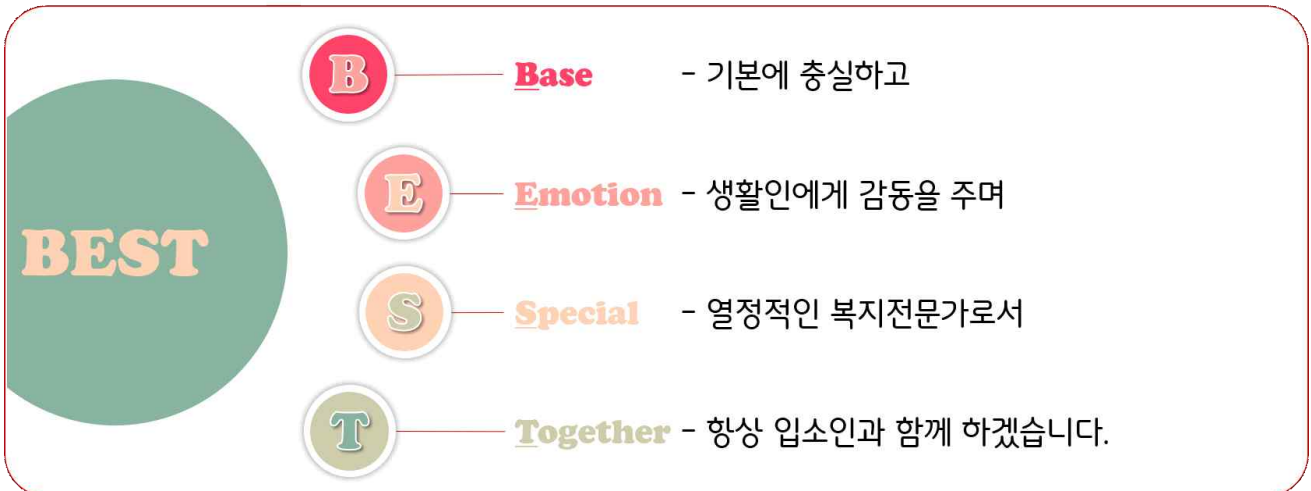 BEST
B Base - 기본에 충실하고
E Emotion - 생활인에게 감동을 주며
S Special - 열정적인 복지전문가로서
T Together - 항상 입소인과 함께 하겠습니다.